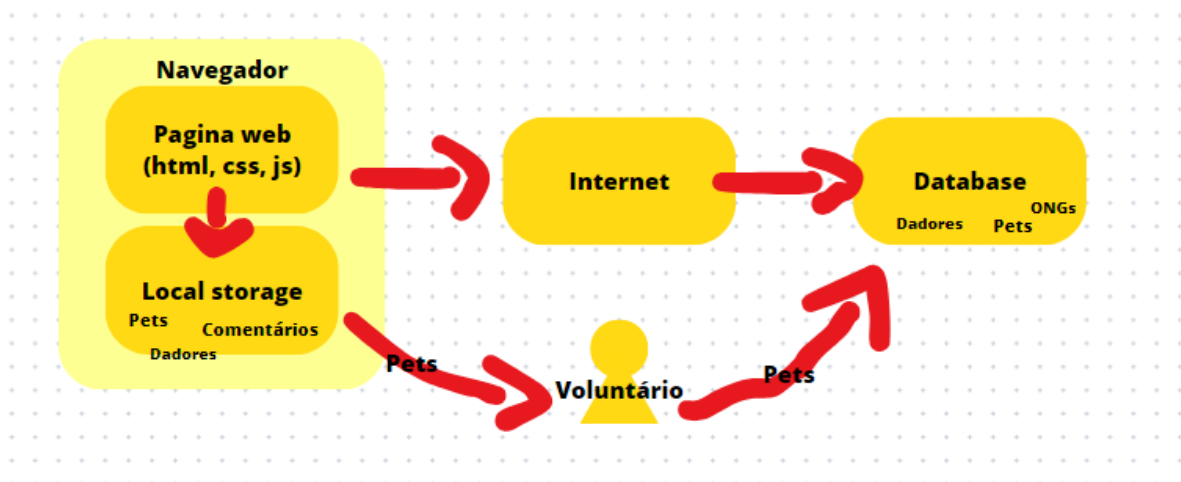 Navegador
Pagina web
(html, css, js)
Local storage
Pets
Comentários
Dadores
Internet
Database
ONGs
Dadores
Pets
Pets
Voluntário
Pets